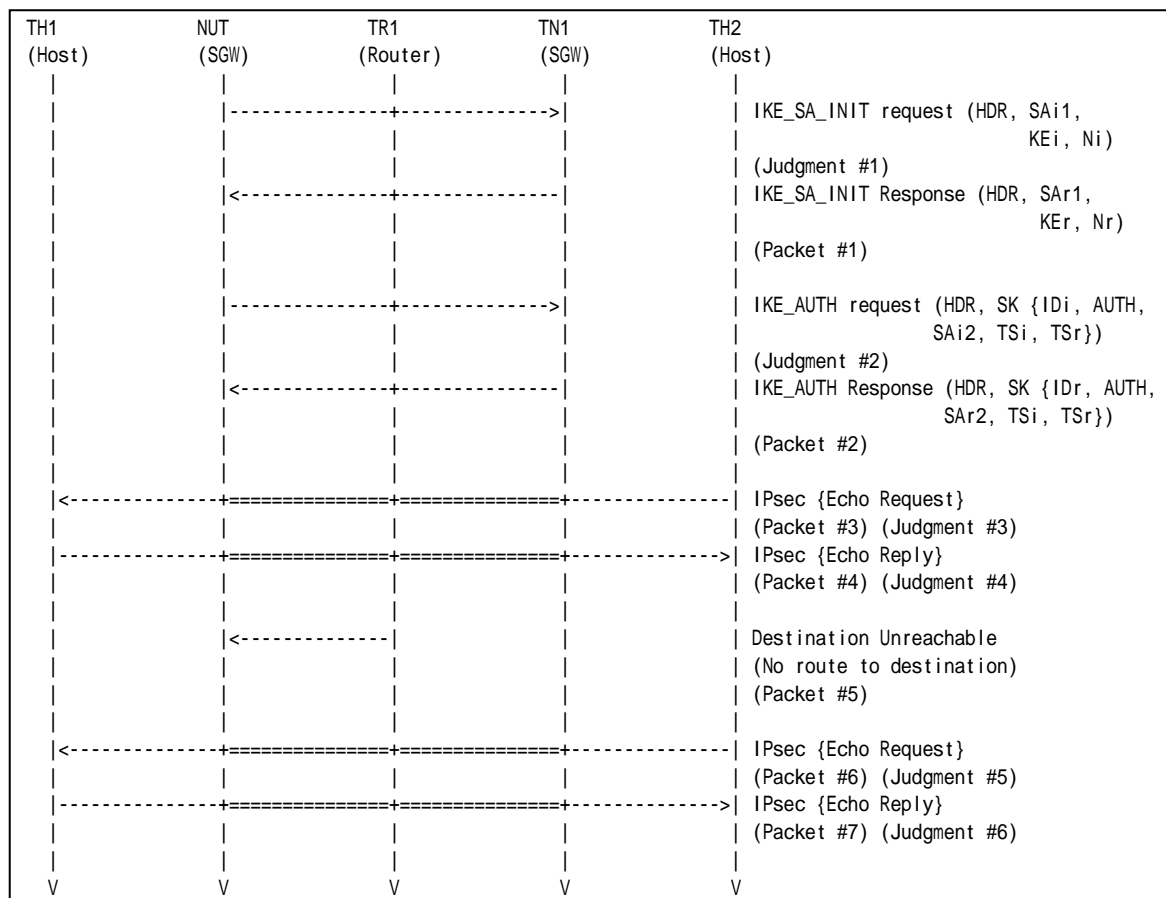 TH1 NUT TR1 TN1 TH2
(Host) (SGW) (Router) (SGW) (Host)
| | | | |
| |--------------+-------------->| | IKE_SA_INIT request (HDR, SAi1,
| | | | | KEi, Ni)
| | | | | (Judgment #1)
| |<-------------+---------------| | IKE_SA_INIT Response (HDR, SAr1,
| | | | | KEr, Nr)
| | | | | (Packet #1)
| | | | |
| |--------------+-------------->| | IKE_AUTH request (HDR, SK {IDi, AUTH,
| | | | | SAi2, TSi, TSr})
| | | | | (Judgment #2)
| |<-------------+---------------| | IKE_AUTH Response (HDR, SK {IDr, AUTH,
| | | | | SAr2, TSi, TSr})
| | | | | (Packet #2)
| | | | |
|<-------------+==============+==============+--------------| IPsec {Echo Request}
| | | | | (Packet #3) (Judgment #3)
|--------------+==============+==============+------------->| IPsec {Echo Reply}
| | | | | (Packet #4) (Judgment #4)
| | | | |
| |<-------------| | | Destination Unreachable
| | | | | (No route to destination)
| | | | | (Packet #5)
| | | | |
|<-------------+==============+==============+--------------| IPsec {Echo Request}
| | | | | (Packet #6) (Judgment #5)
|--------------+==============+==============+------------->| IPsec {Echo Reply}
| | | | | (Packet #7) (Judgment #6)
| | | | |
V V V V V